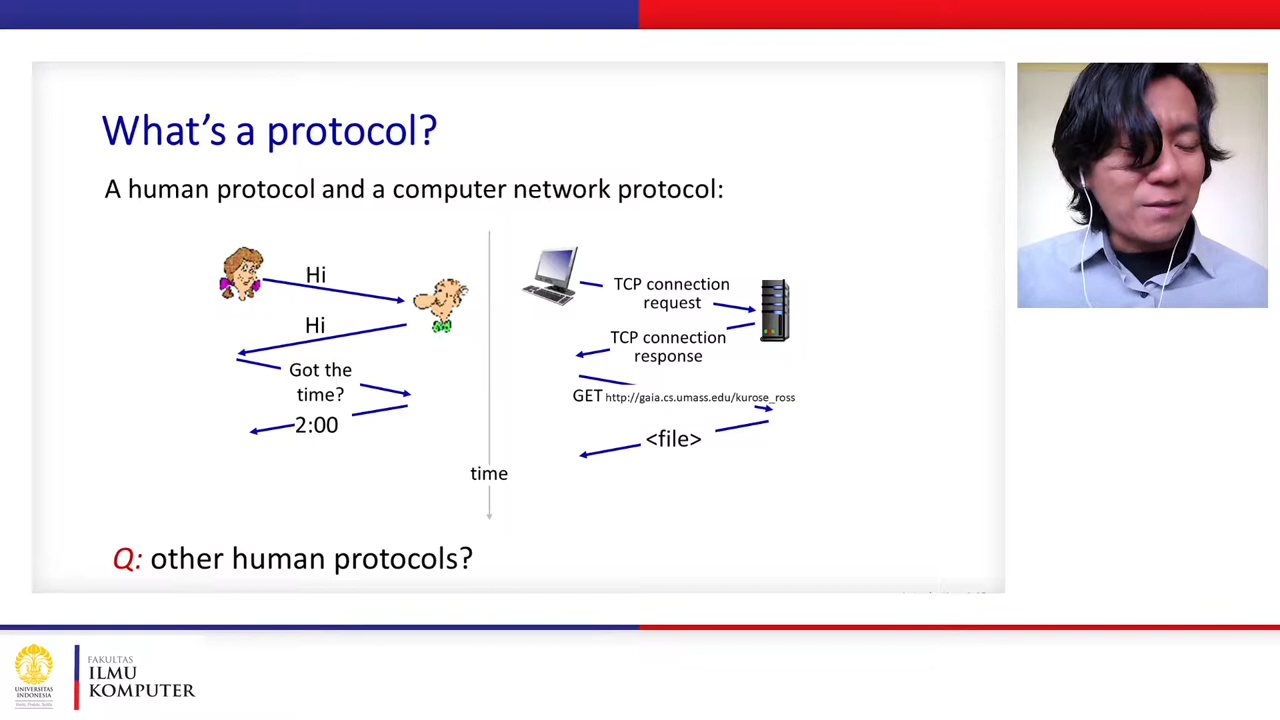 What's a protocol?
A human protocol and a computer network protocol:
Hi
Hi
Got the
time?
2:00
TCP connection
request
TCP connection
response
GET http://gaia.cs.umass.edu/kurose_ross
<file>
time
Q: other human protocols?
UNIVERSITAS
INDONESIA
FAKULTAS
ILMU
KOMPUTER